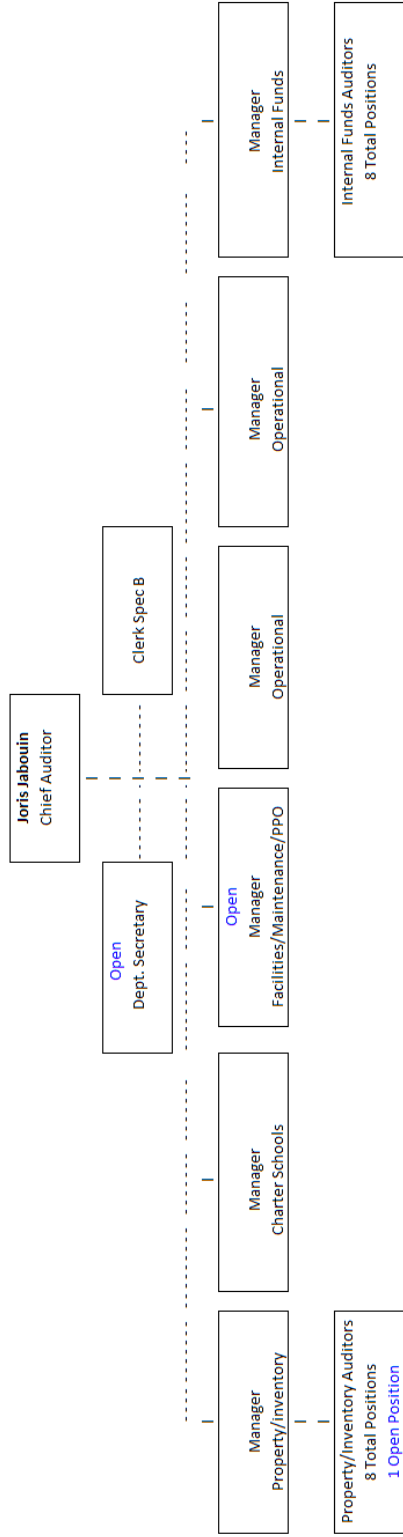 Joris Jabouin
Chief Auditor
Open
Dept. Secretary
Clerk Spec B
Manager
Property/inventory
Manager
Charter Schools
Open
Manager
Facilities/Maintenance/PPO
Manager
Operational
Manager
Operational
Manager
Internal Funds
Property/Inventory Auditors
8 Total Positions
1 Open Position
Internal Funds Auditors
8 Total Positions